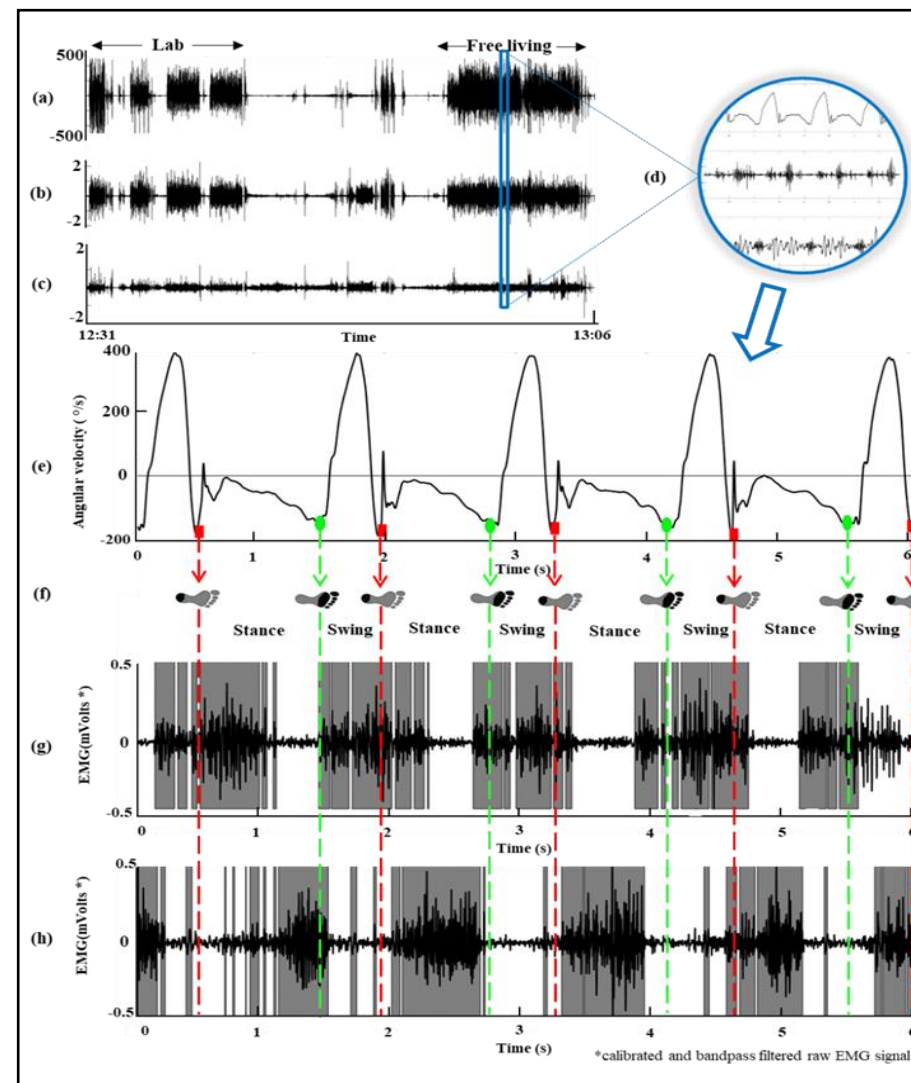 Lab Free living
500
(a)
-500
2
(b)
-2
2
(c)
-2
(d)
12:31 Time 13:06
400
200
(e) Angular velocity ( °/s)
0
-200
0 1 2 3 4 5 6
Time (s)
(f)
Stance Swing Stance Swing Stance Swing Stance Swing
0.5
(g) EMG(mVolts *)
0
-0.5
0 1 2 3 4 5 6
Time (s)
0.5
(h) EMG(mVolts *)
0
-0.5
0 1 2 3 4 5 6
Time (s)
*calibrated and bandpass filtered raw EMG signal